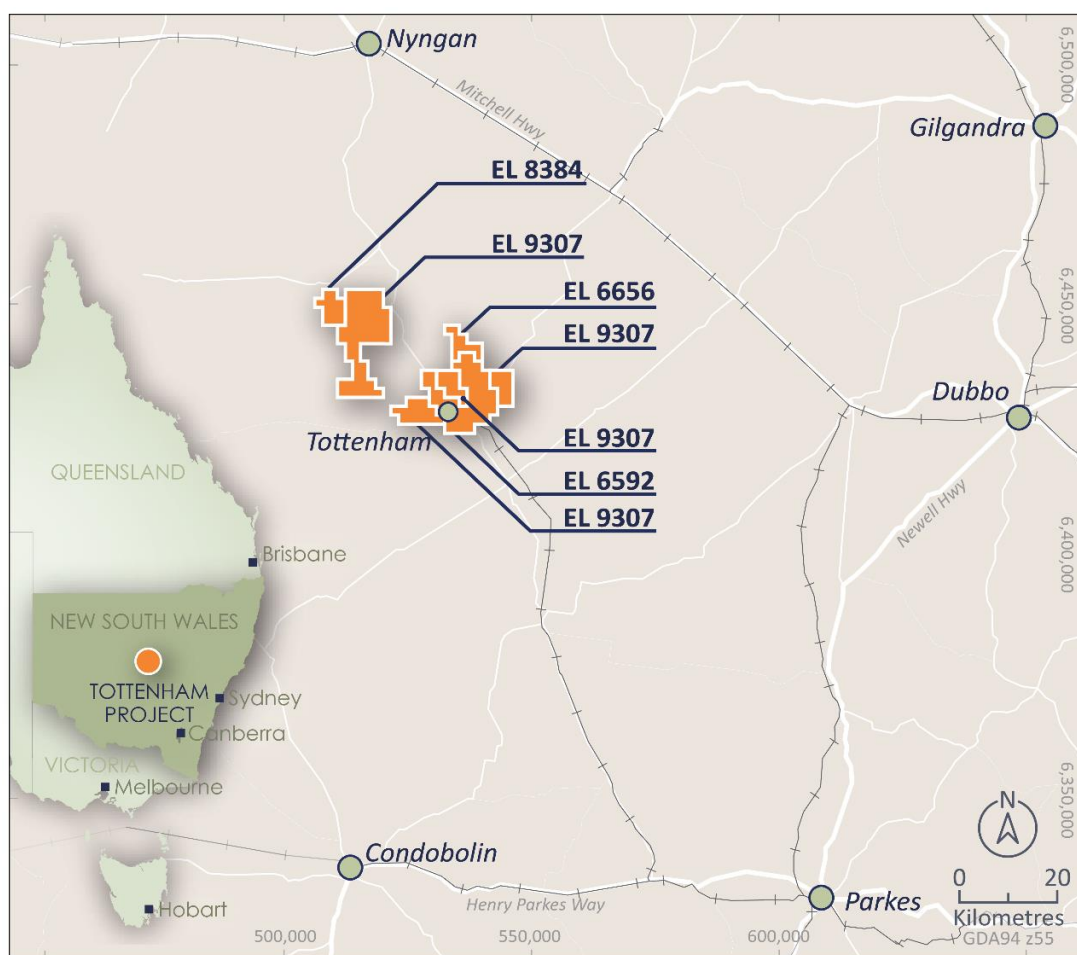 Nyngan
6,500,000
Mitchell Hwy
Gilgandra
EL 8384
EL 9307
EL 6656
6,450,000
EL 9307
Dubbo
Tottenham
EL 9307
QUEENSLAND
EL 6592
EL 9307
Newell Hwy
Brisbane
6,400,000
NEW SOUTH WALES
TOTTENHAM
PROJECT
Sydney
Canberra
VICTORIA
Melbourne
6,350,000
N
Condobolin
0 20
Kilometres
Hobart
Henry Parkes Way
Parkes
500,000
550,000
600,000
GDA94 z55